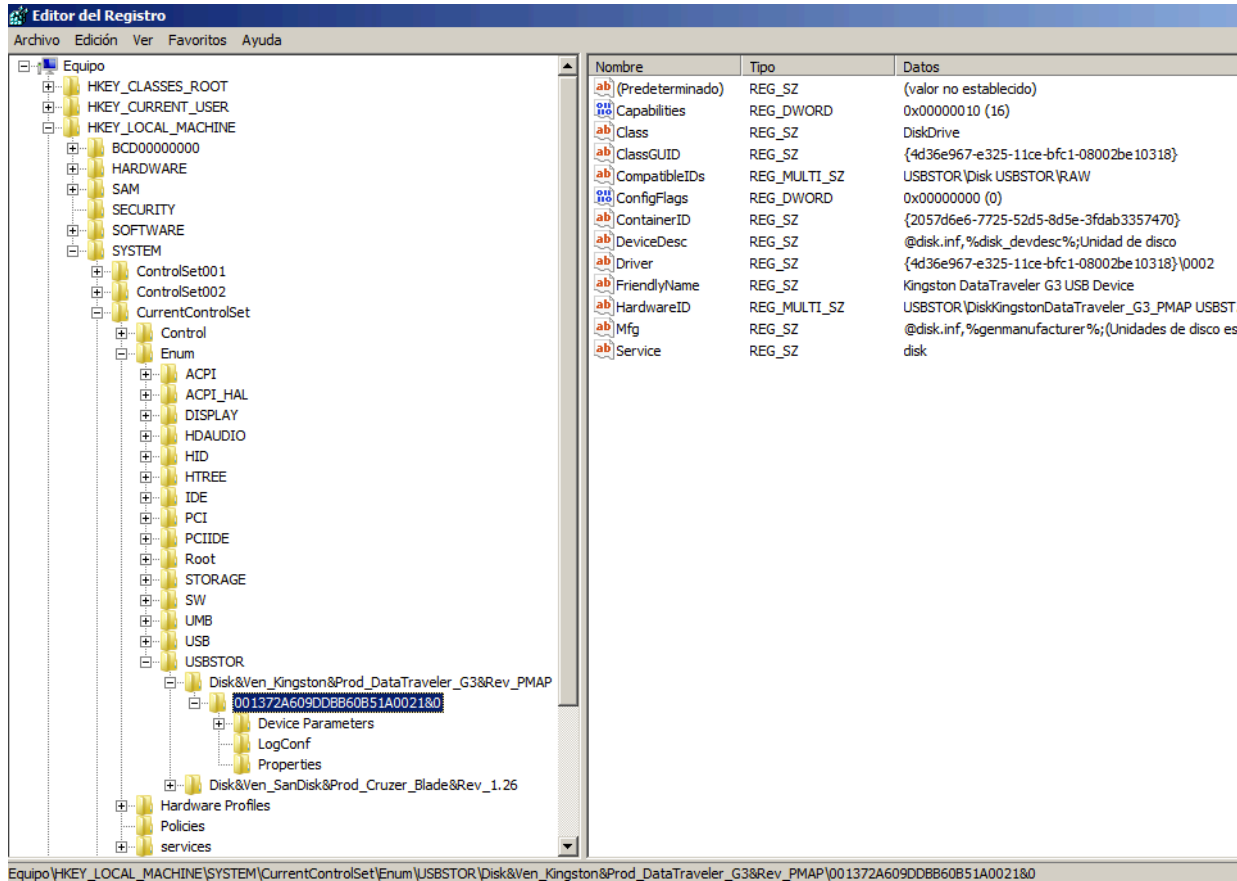 Editor del Registro
Archivo Edición Ver Favoritos Ayuda
Equipo
HKEY_CLASSES_ROOT
HKEY_CURRENT_USER
HKEY_LOCAL_MACHINE
BCD00000000
HARDWARE
SAM
SECURITY
SOFTWARE
SYSTEM
ControlSet001
ControlSet002
CurrentControlSet
Control
Enum
ACPI
ACPI_HAL
DISPLAY
HDAUDIO
HID
HTREE
IDE
PCI
PCIIDE
Root
STORAGE
SW
UMB
USB
USBSTOR
Disk&Ven_Kingston&Prod_DataTraveler_G3&Rev_PMAP
001372A609DDBB60B51A0021&0
Device Parameters
LogConf
Properties
Disk&Ven_SanDisk&Prod_Cruzer_Blade&Rev_1.26
Hardware Profiles
Policies
services
Nombre Tipo Datos
(Predeterminado) REG_SZ (valor no establecido)
Capabilities REG_DWORD 0x00000010 (16)
Class REG_SZ DiskDrive
ClassGUID REG_SZ {4d36e967-e325-11ce-bfc1-08002be10318}
CompatibleIDs REG_MULTI_SZ USBSTOR\Disk USBSTOR\RAW
ConfigFlags REG_DWORD 0x00000000 (0)
ContainerID REG_SZ {2057d6e6-7725-52d5-8d5e-3fdab3357470}
DeviceDesc REG_SZ @disk.inf,%disk_devdesc%;Unidad de disco
Driver REG_SZ {4d36e967-e325-11ce-bfc1-08002be10318}\0002
FriendlyName REG_SZ Kingston DataTraveler G3 USB Device
HardwareID REG_MULTI_SZ USBSTOR\DiskKingstonDataTraveler_G3_PMAP USBST
Mfg REG_SZ @disk.inf,%genmanufacturer%;(Unidades de disco es
Service REG_SZ disk
Equipo\HKEY_LOCAL_MACHINE\SYSTEM\CurrentControlSet\Enum\USBSTOR\Disk&Ven_Kingston&Prod_DataTraveler_G3&Rev_PMAP\001372A609DDBB60B51A0021&0